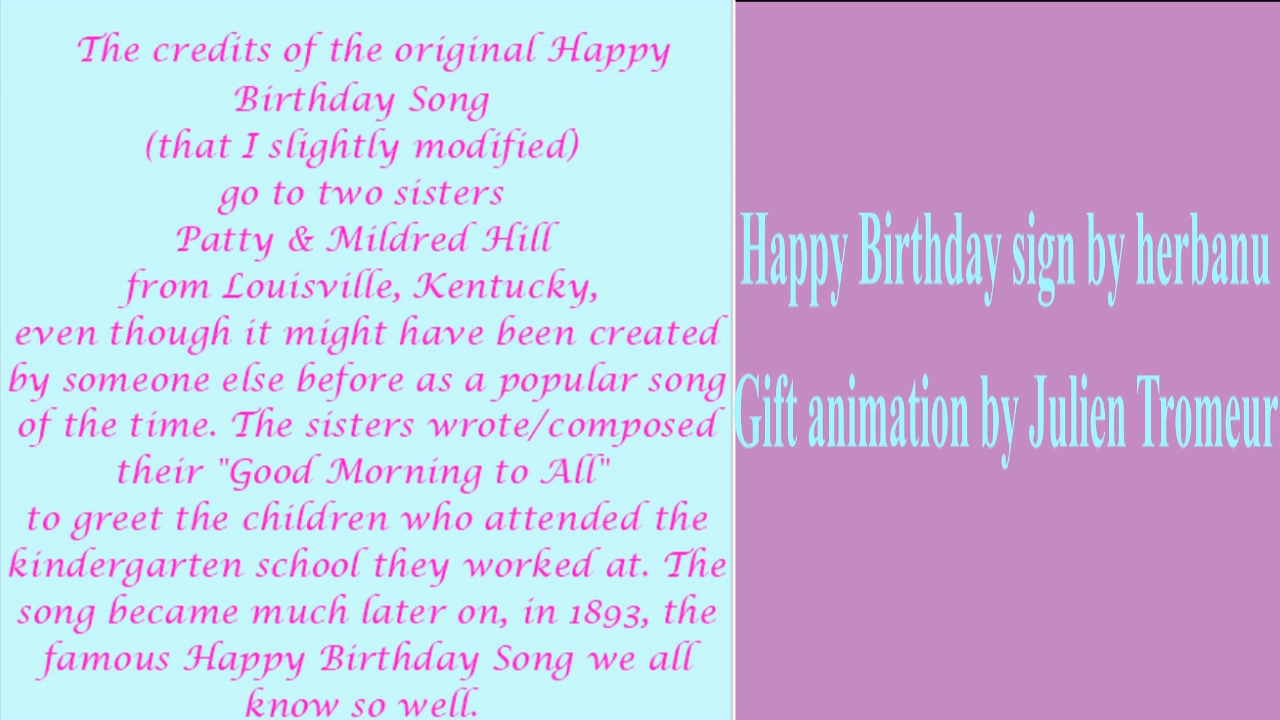 The credits of the original Happy
Birthday Song
(that I slightly modified)
go to two sisters
Patty & Mildred Hill
from Louisville, Kentucky,
even though it might have been created
by someone else before as a popular song
of the time. The sisters wrote/composed
their "Good Morning to All"
to greet the children who attended the
kindergarten school they worked at. The
song became much later on, in 1893, the
famous Happy Birthday Song we all
know so well.
Happy Birthday sign by herbanu
Gift animation by Julien Tromeur